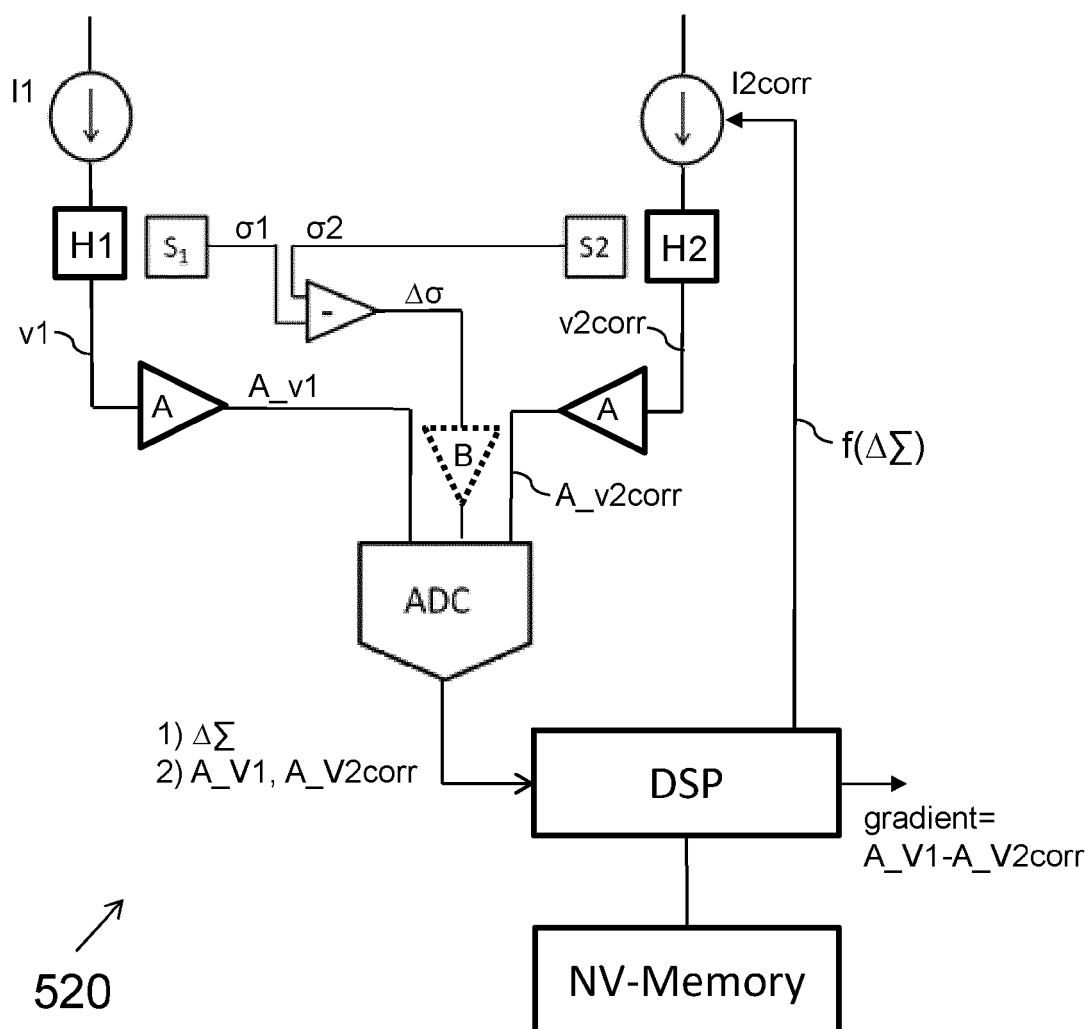 I1
I2corr
H1
S₁
σ1
σ2
S2
H2
-
Δσ
v1
v2corr
A
A_v1
B
A
A_v2corr
f(Δ∑)
ADC
1) Δ∑
2) A_V1, A_V2corr
DSP
gradient=
A_V1-A_V2corr
520
NV-Memory